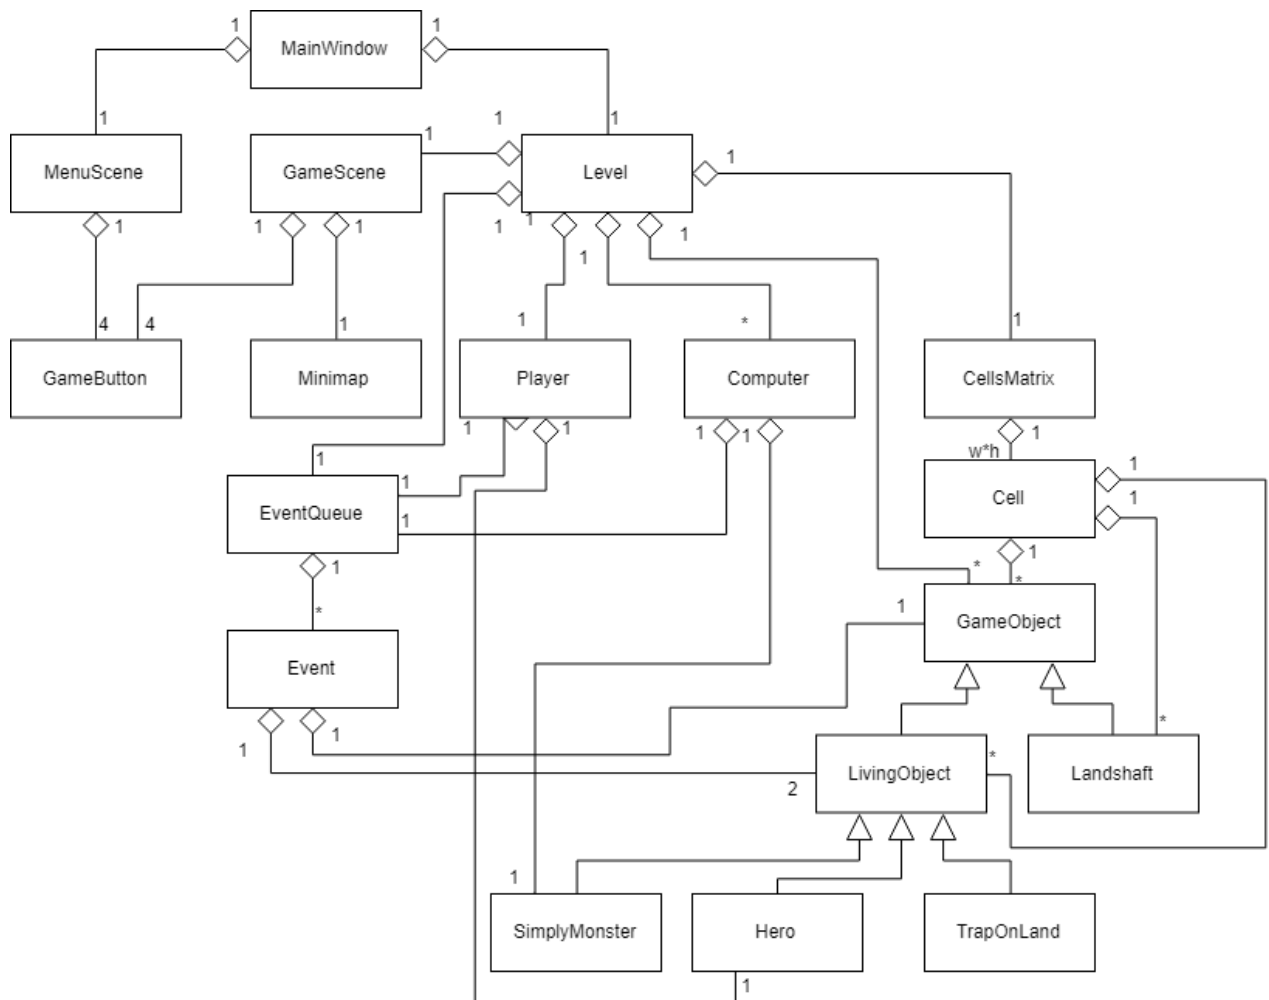 1
1
MainWindow
1
1
1
1
MenuScene
GameScene
Level
1
1
1
1
1
1
1
1
1
4
4
1
1
*
1
GameButton
Minimap
Player
Computer
CellsMatrix
1
1
1
1
1
w*h
1
1
1
Cell
1
EventQueue
1
1
1
*
*
*
1
GameObject
Event
1
1
*
*
2
LivingObject
Landshaft
1
SimplyMonster
Hero
TrapOnLand
1